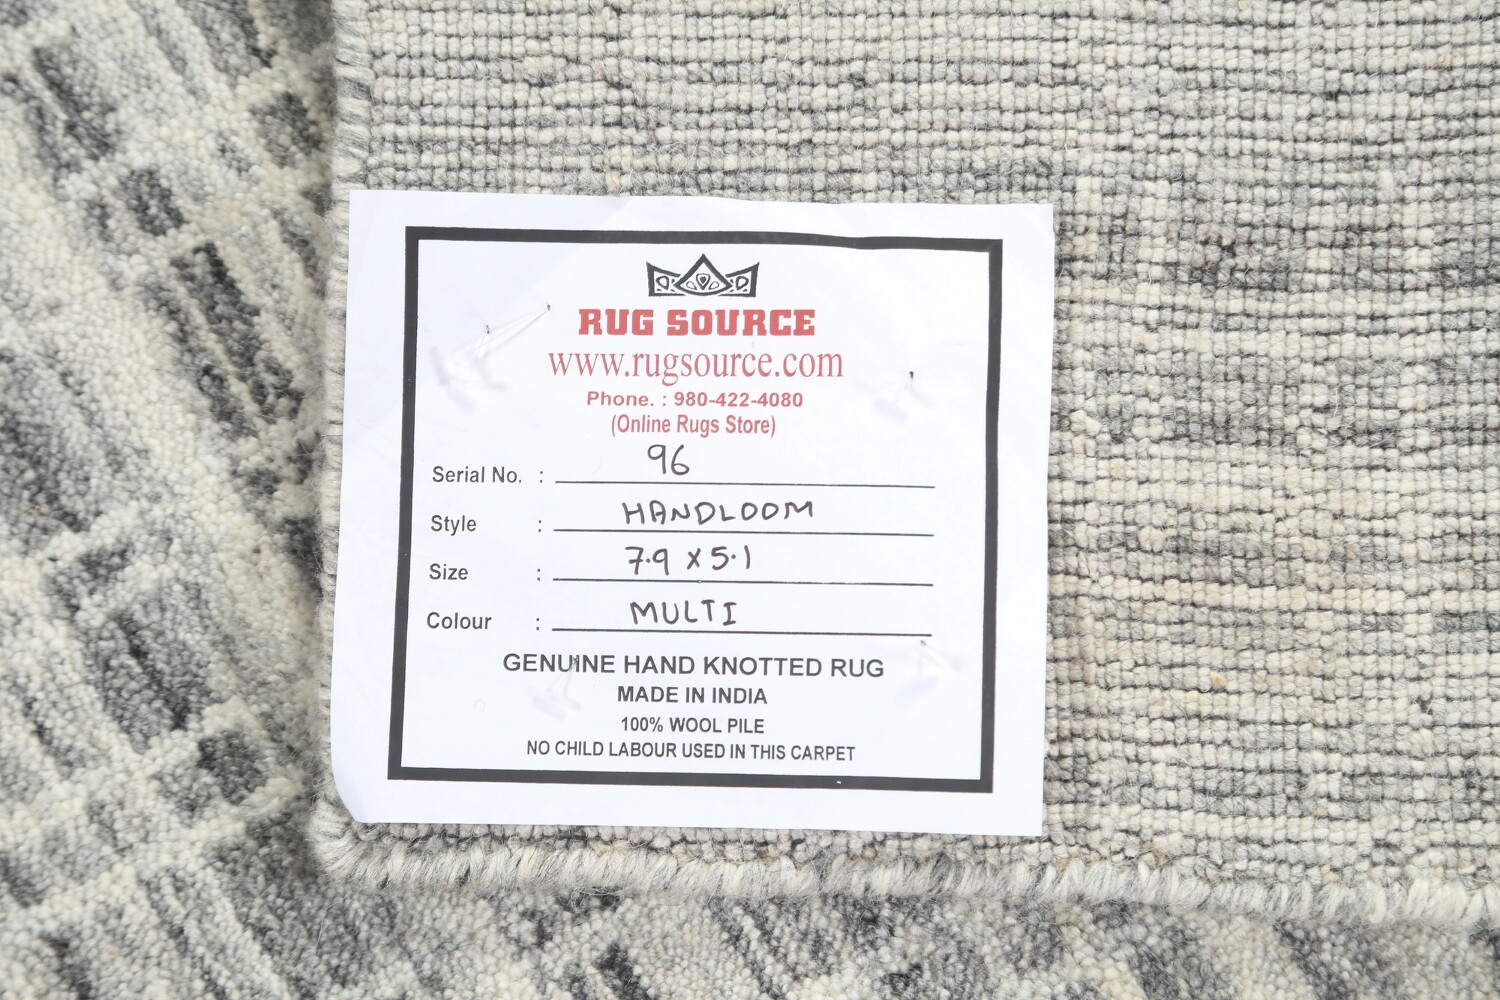 RUG SOURCE
www.rugsource.com
Phone. : 980-422-4080
(Online Rugs Store)
Serial No. : 96
Style : HANDLOOM
Size : 7.9 x 5.1
Colour : MULTI
GENUINE HAND KNOTTED RUG
MADE IN INDIA
100% WOOL PILE
NO CHILD LABOUR USED IN THIS CARPET